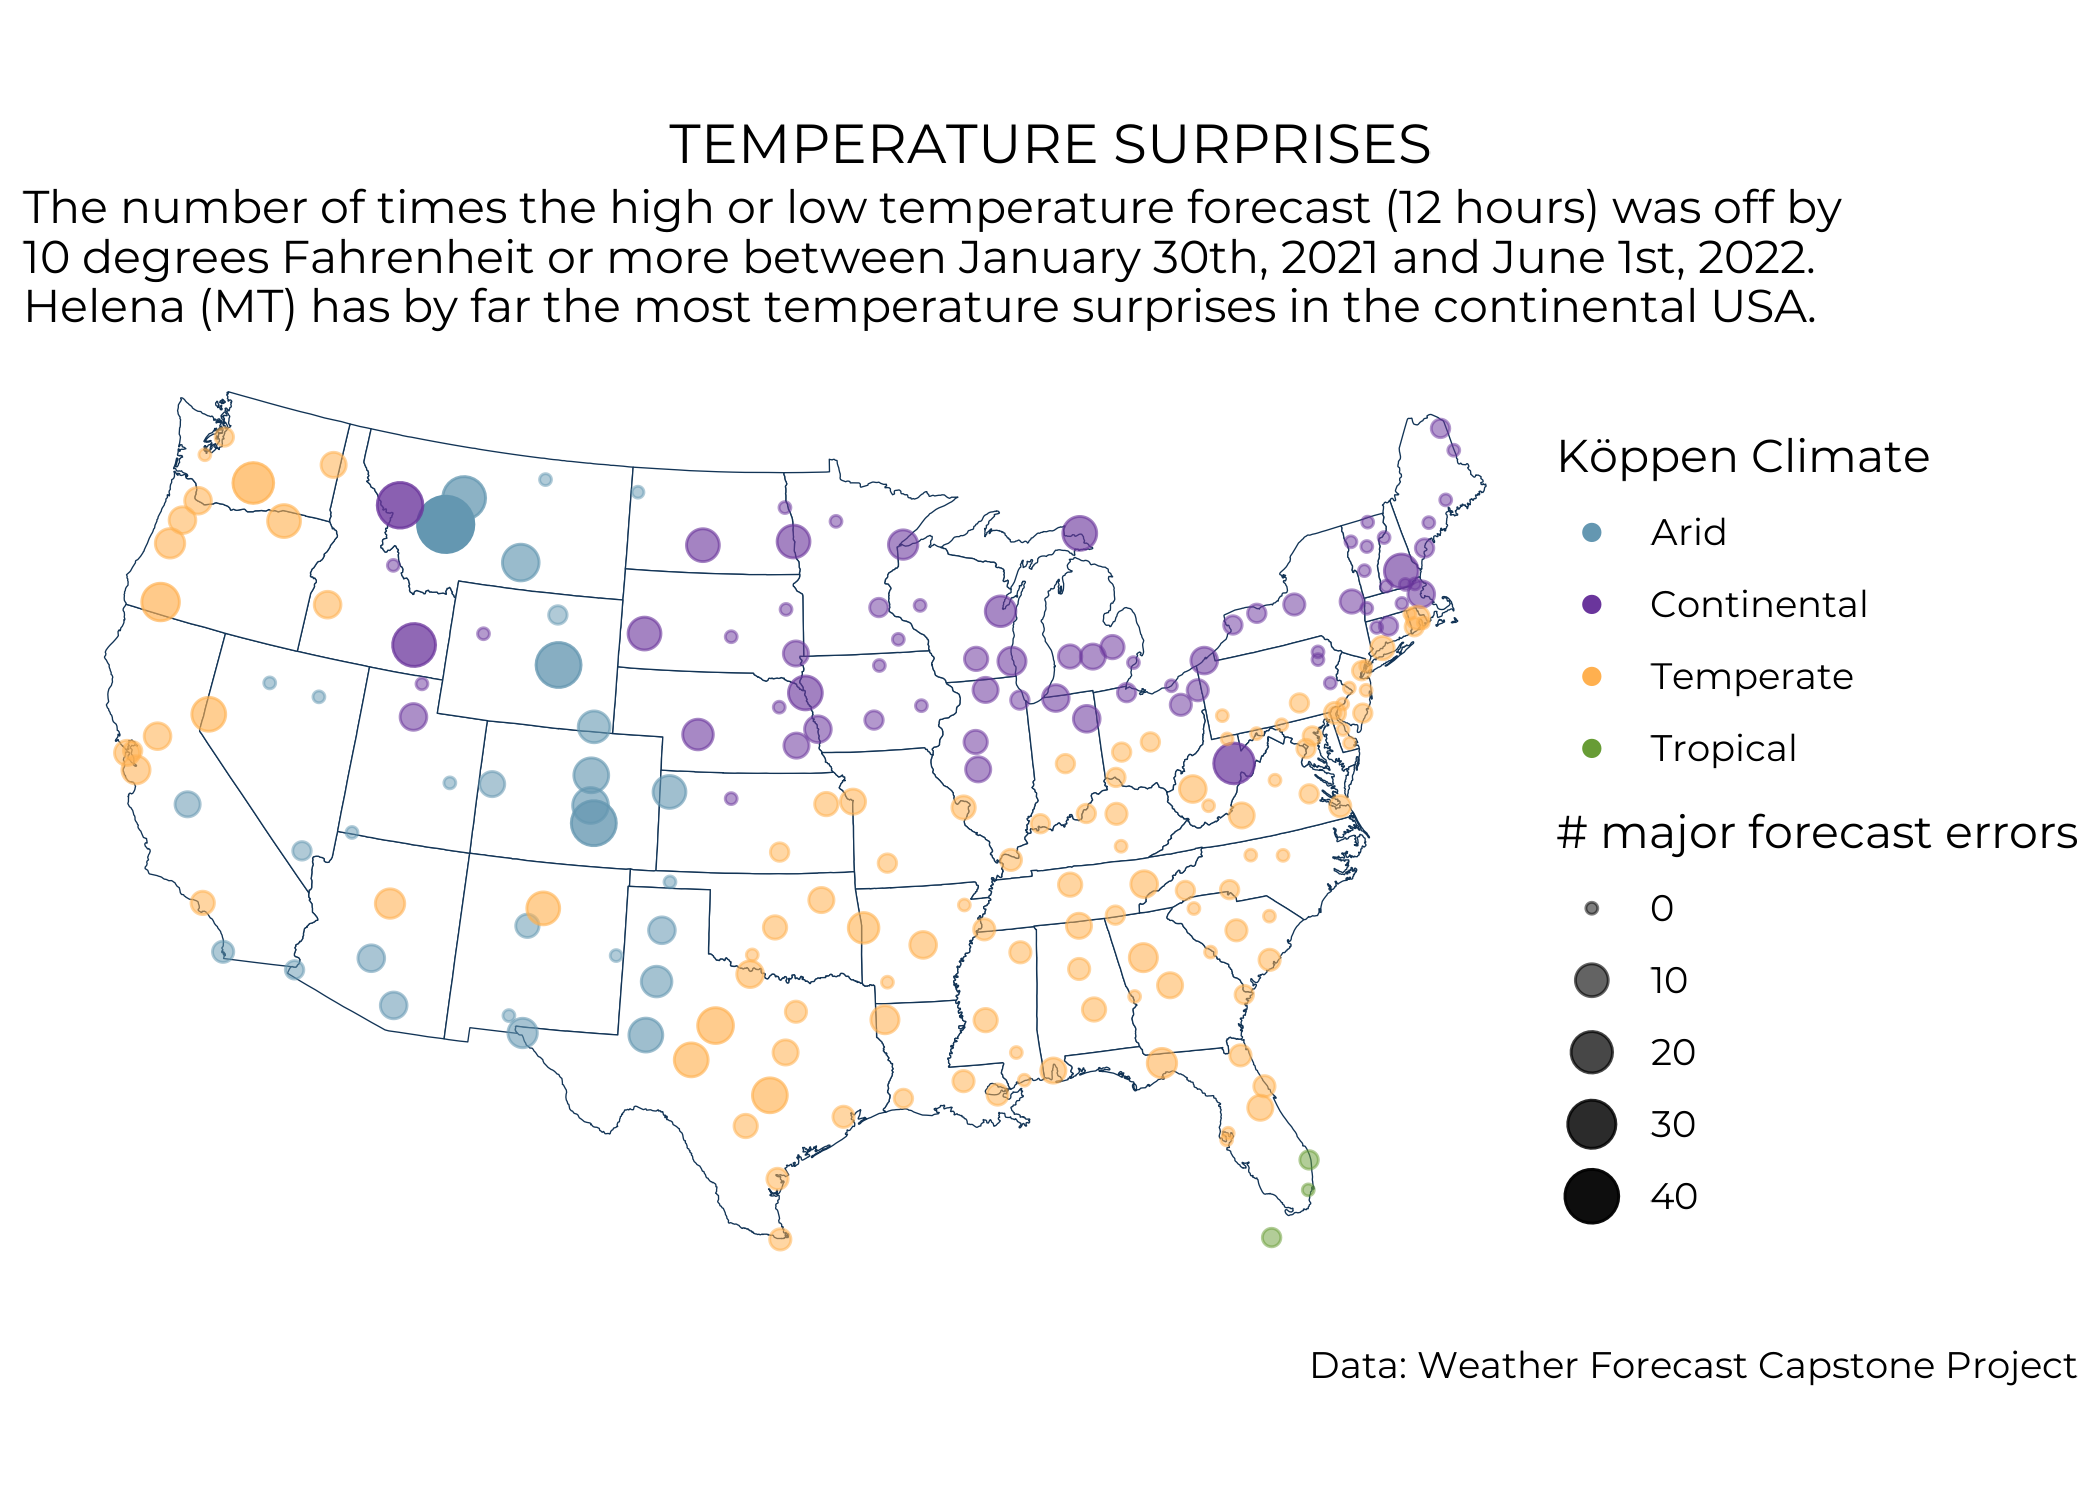 TEMPERATURE SURPRISES
The number of times the high or low temperature forecast (12 hours) was off by
10 degrees Fahrenheit or more between January 30th, 2021 and June 1st, 2022.
Helena (MT) has by far the most temperature surprises in the continental USA.
Köppen Climate
Arid
Continental
Temperate
Tropical
# major forecast errors
0
10
20
30
40
Data: Weather Forecast Capstone Project